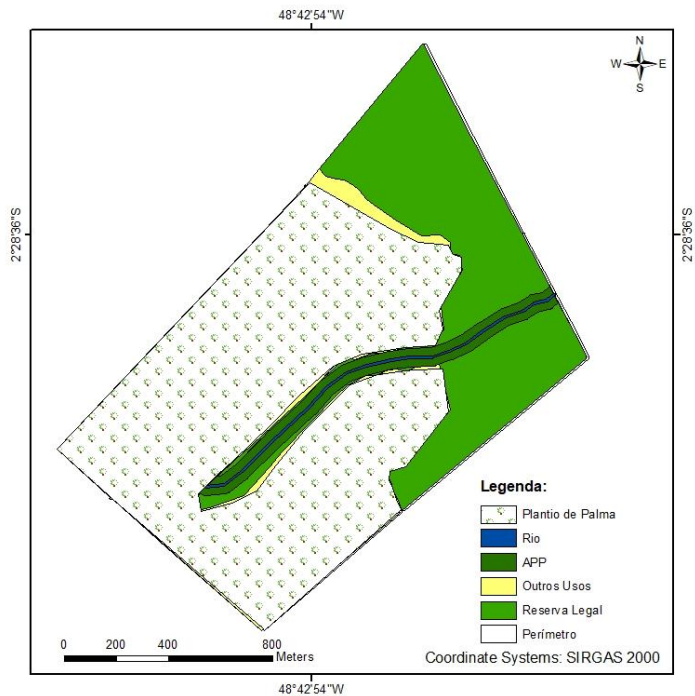 48°42'54"W
N
W E
S
2°28'36"S
2°28'36"S
Legenda:
Plantio de Palma
Rio
APP
Outros Usos
Reserva Legal
Perímetro
0 200 400 800
Meters
Coordinate Systems: SIRGAS 2000
48°42'54"W